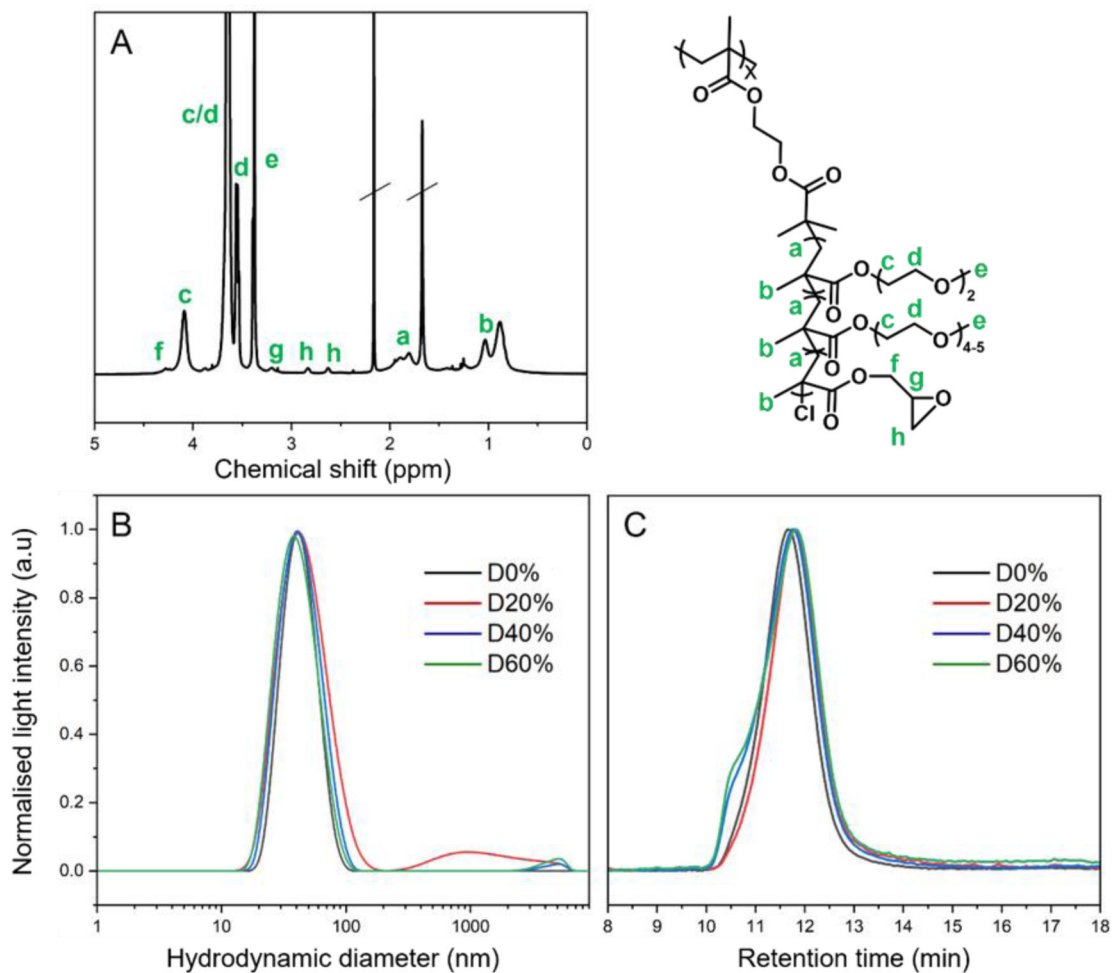 A
c/d
d
e
c
f
g
h
h
a
b
5
4
3
2
1
0
Chemical shift (ppm)
x
O
O
O
O
a
b
O
O
c
d
O
e
2
a
b
O
O
c
d
O
e
4-5
a
b
Cl
O
O
f
g
O
h
Normalised light intensity (a.u)
B
1.0
0.8
0.6
0.4
0.2
0.0
D0%
D20%
D40%
D60%
1
10
100
1000
Hydrodynamic diameter (nm)
C
D0%
D20%
D40%
D60%
8
9
10
11
12
13
14
15
16
17
18
Retention time (min)